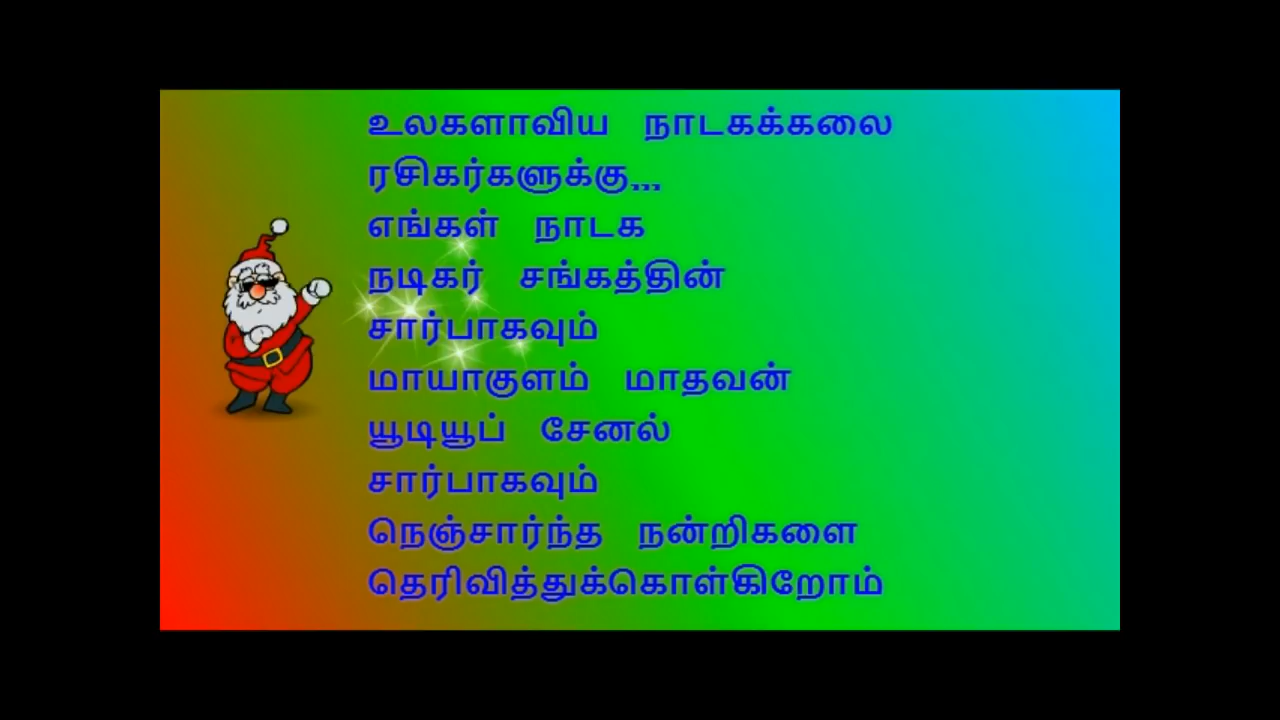 உலகளாவிய நாடகக்கலை
ரசிகர்களுக்கு...
எங்கள் நாடக
நடிகர் சங்கத்தின்
சார்பாகவும்
மாயாகுளம் மாதவன்
யூடியூப் சேனல்
சார்பாகவும்
நெஞ்சார்ந்த நன்றிகளை
தெரிவித்துக்கொள்கிறோம்